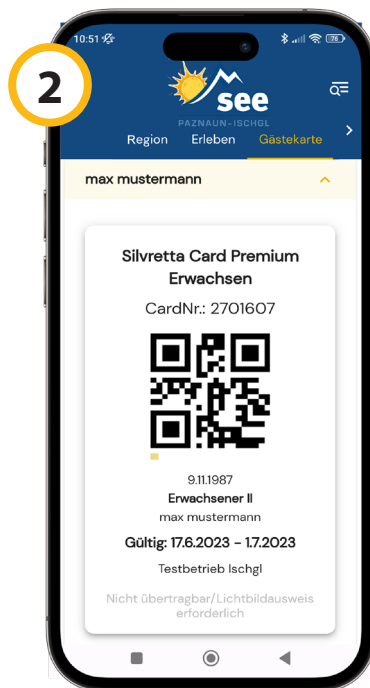 2
10:51
76
see
PAZNAUN-ISCHGL
Region Erleben Gästekarte
max mustermann
Silvretta Card Premium
Erwachsen
CardNr.: 2701607
9.11.1987
Erwachsener II
max mustermann
Gültig: 17.6.2023 - 1.7.2023
Testbetrieb Ischgl
Nicht übertragbar/Lichtbildausweis
erforderlich